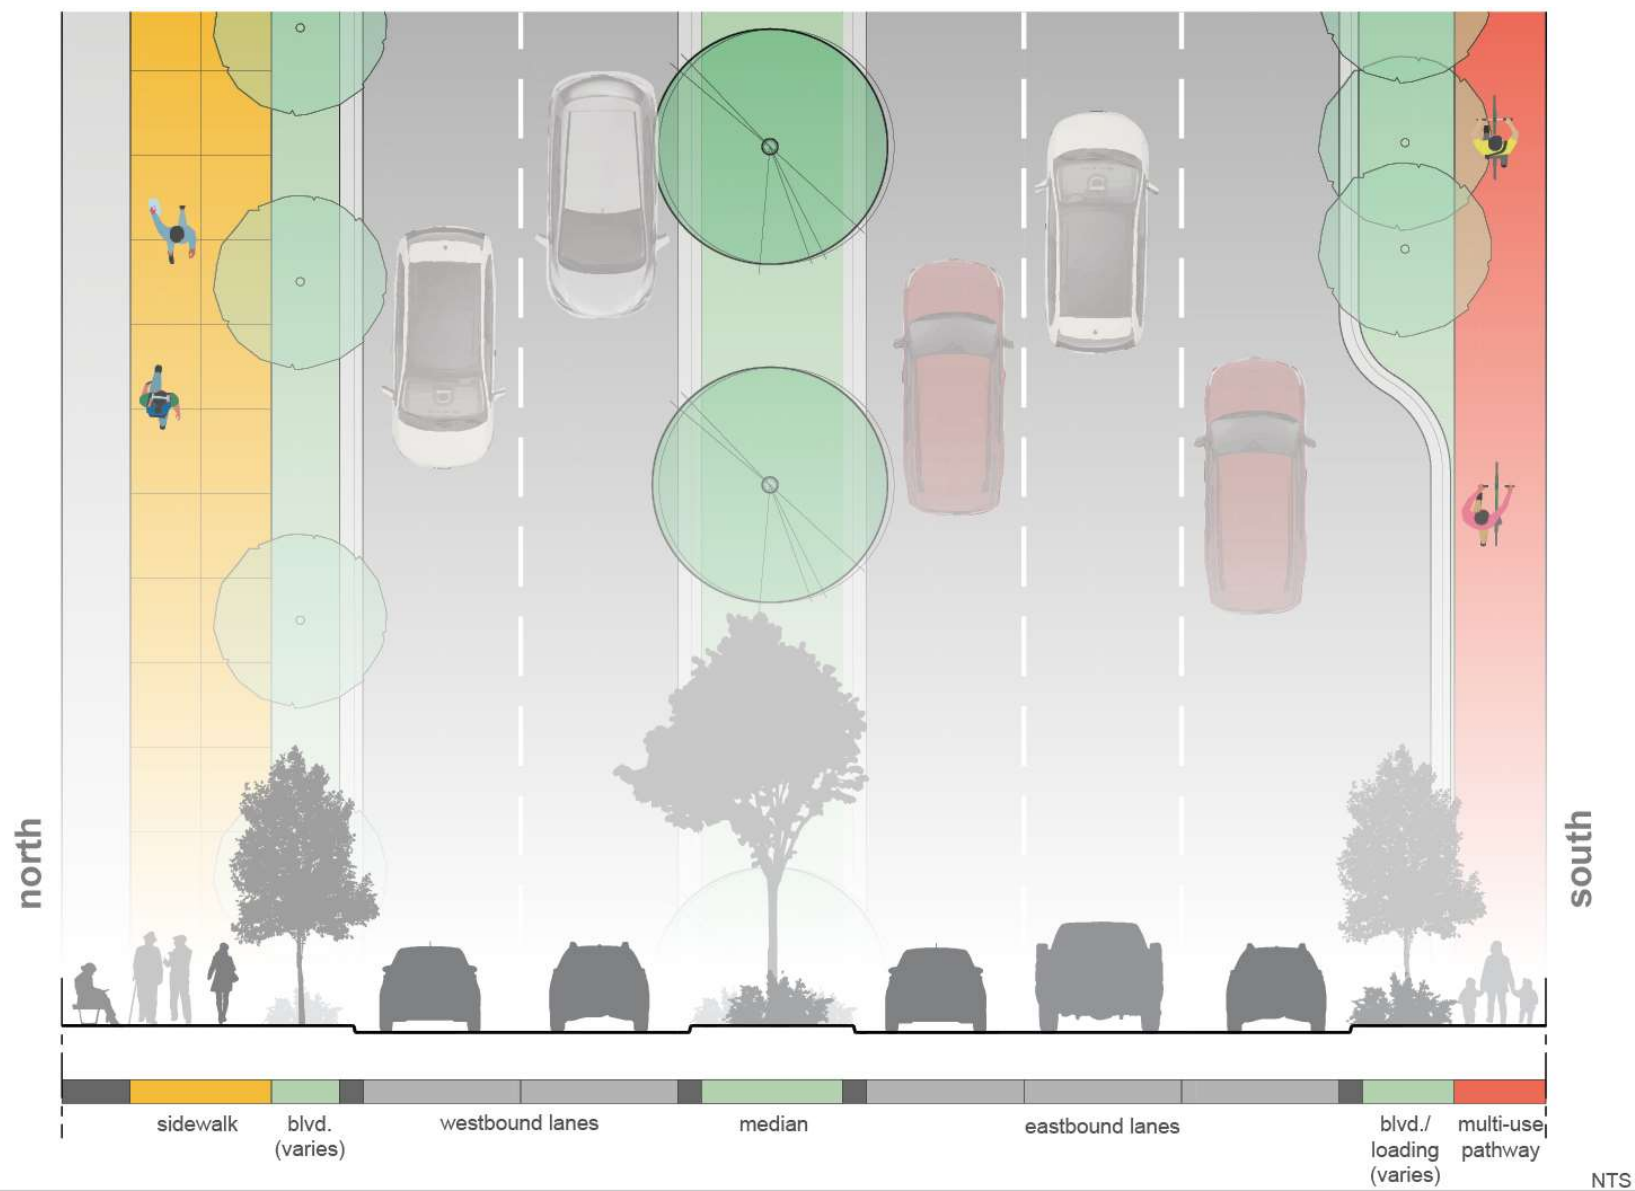 north
south
sidewalk
blvd.
(varies)
westbound lanes
median
eastbound lanes
blvd./
loading
(varies)
multi-use
pathway
NTS